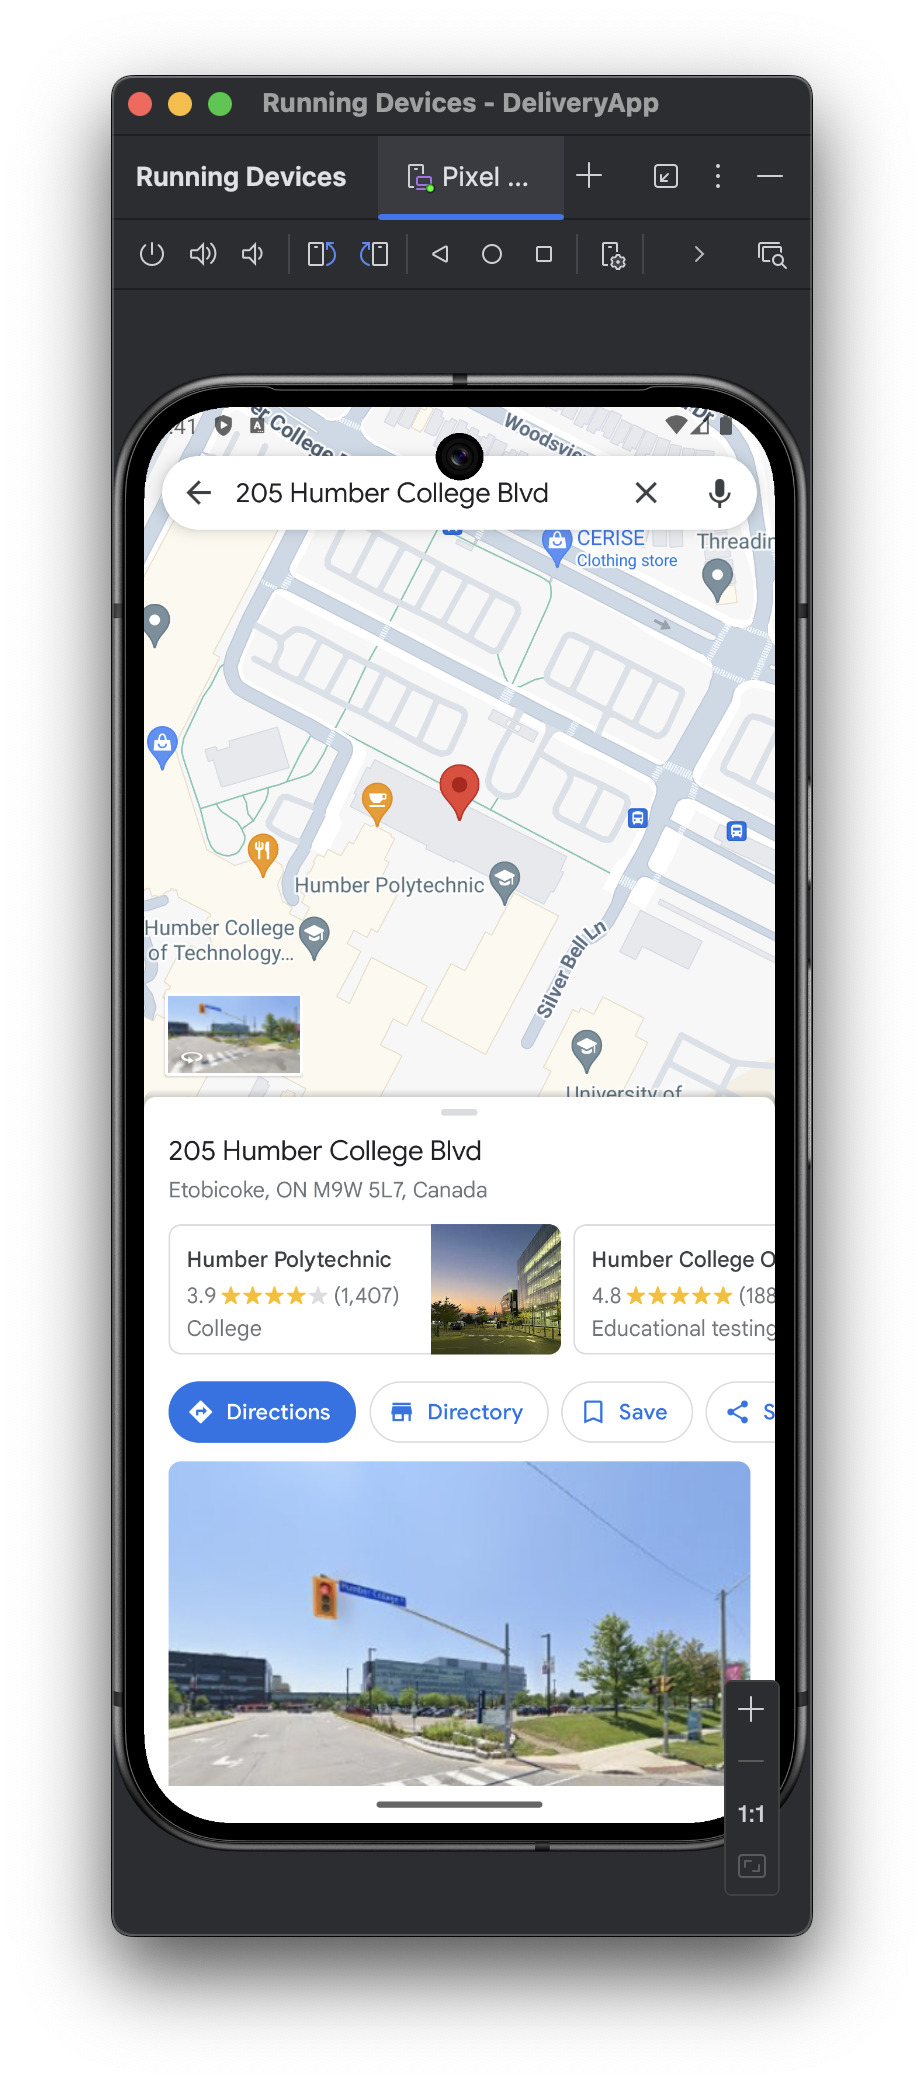 Running Devices - DeliveryApp
Running Devices
Pixel ...
:41
College
Woodsvie
Dr
205 Humber College Blvd
CERISE
Clothing store
Threadin
Humber Polytechnic
Humber College
of Technology...
Silver Bell Ln
University of
205 Humber College Blvd
Etobicoke, ON M9W 5L7, Canada
Humber Polytechnic
3.9 (1,407)
College
Humber College O
4.8 (188
Educational testing
Directions
Directory
Save
S
Humber College
1:1